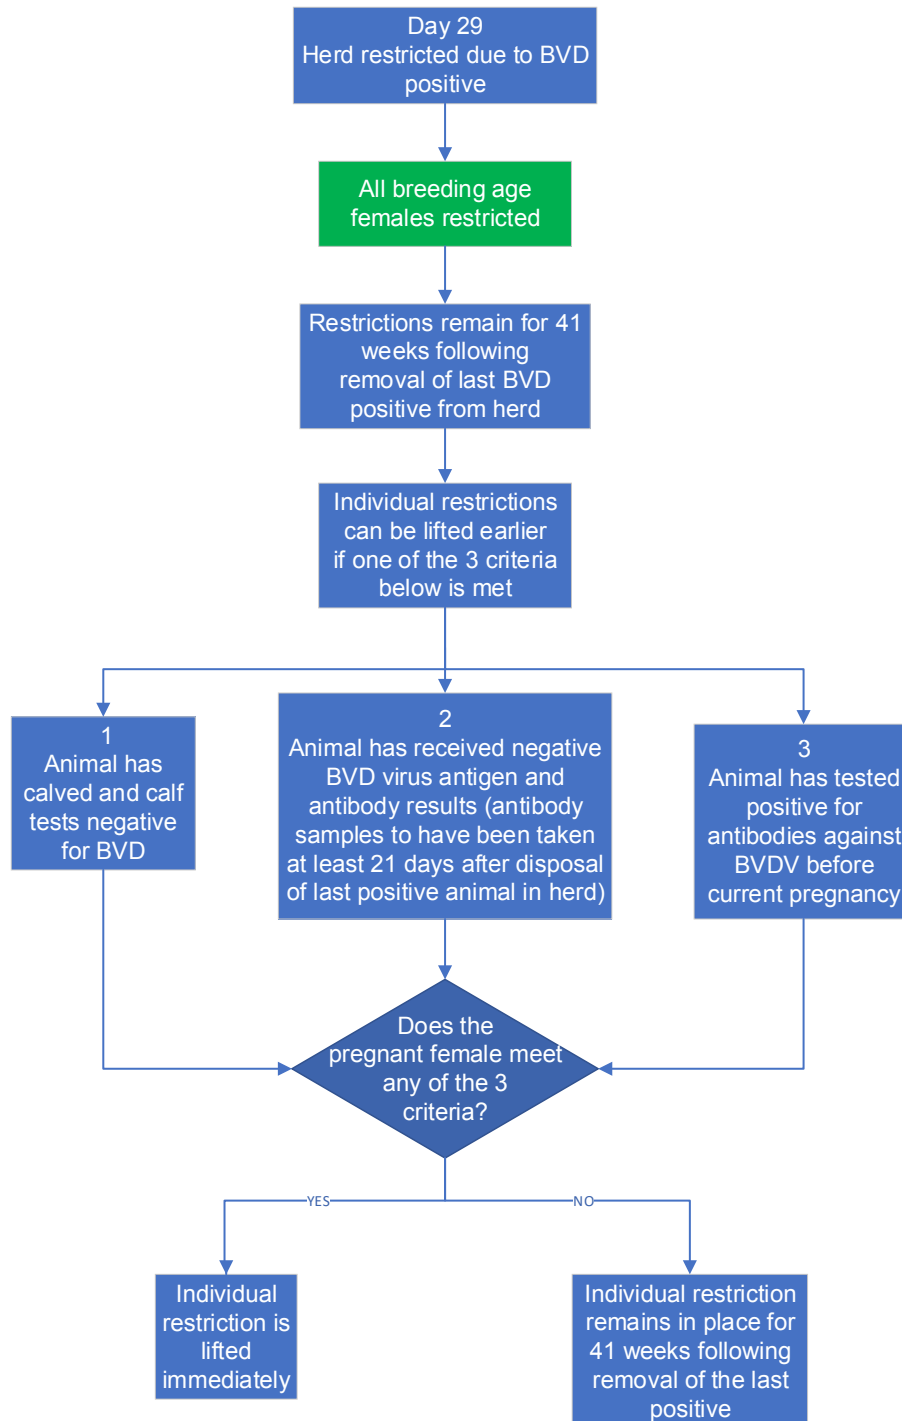 Day 29
Herd restricted due to BVD
positive
All breeding age
females restricted
Restrictions remain for 41
weeks following
removal of last BVD
positive from herd
Individual restrictions
can be lifted earlier
if one of the 3 criteria
below is met
1
Animal has
calved and calf
tests negative
for BVD
2
Animal has received negative
BVD virus antigen and
antibody results (antibody
samples to have been taken
at least 21 days after disposal
of last positive animal in herd)
3
Animal has tested
positive for
antibodies against
BVDV before
current pregnancy
Does the
pregnant female meet
any of the 3
criteria?
YES
NO
Individual
restriction is
lifted
immediately
Individual restriction
remains in place for
41 weeks following
removal of the last
positive